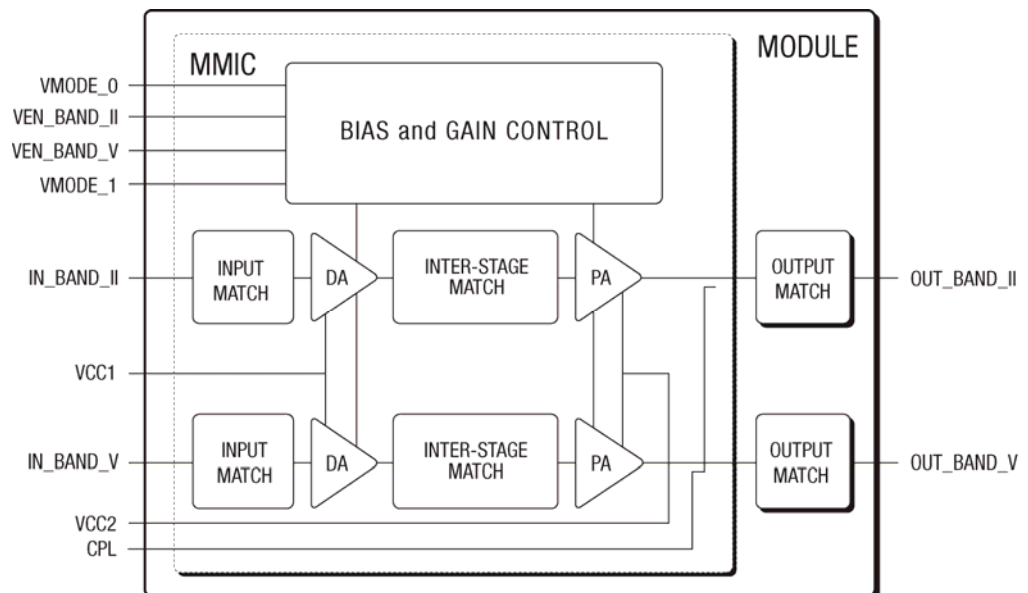 MODULE
MMIC
VMODE_0
VEN_BAND_II
VEN_BAND_V
VMODE_1
BIAS and GAIN CONTROL
IN_BAND_II
INPUT
MATCH
DA
INTER-STAGE
MATCH
PA
OUTPUT
MATCH
OUT_BAND_II
VCC1
IN_BAND_V
INPUT
MATCH
DA
INTER-STAGE
MATCH
PA
OUTPUT
MATCH
OUT_BAND_V
VCC2
CPL